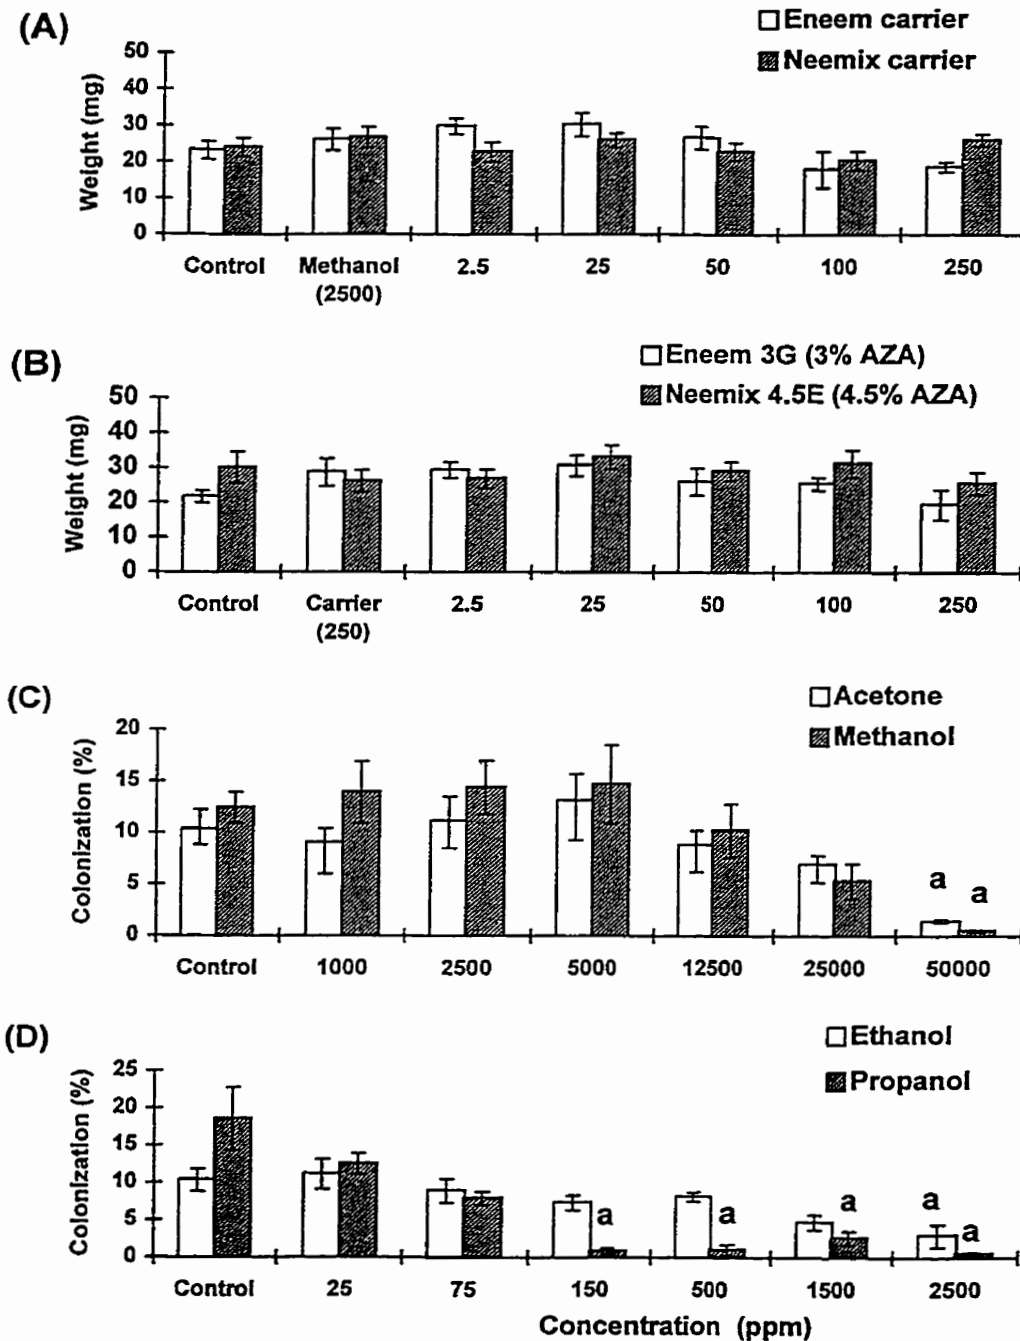 (A)
Eneem carrier
Neemix carrier
Weight (mg)
50
40
30
20
10
0
Control Methanol 2.5 25 50 100 250
(2500)
(B)
Eneem 3G (3% AZA)
Neemix 4.5E (4.5% AZA)
Weight (mg)
50
40
30
20
10
0
Control Carrier 2.5 25 50 100 250
(250)
(C)
Acetone
Methanol
Colonization (%)
20
15
10
5
0
a a
Control 1000 2500 5000 12500 25000 50000
(D)
Ethanol
Propanol
Colonization (%)
25
20
15
10
5
0
a a a a a
Control 25 75 150 500 1500 2500
Concentration (ppm)